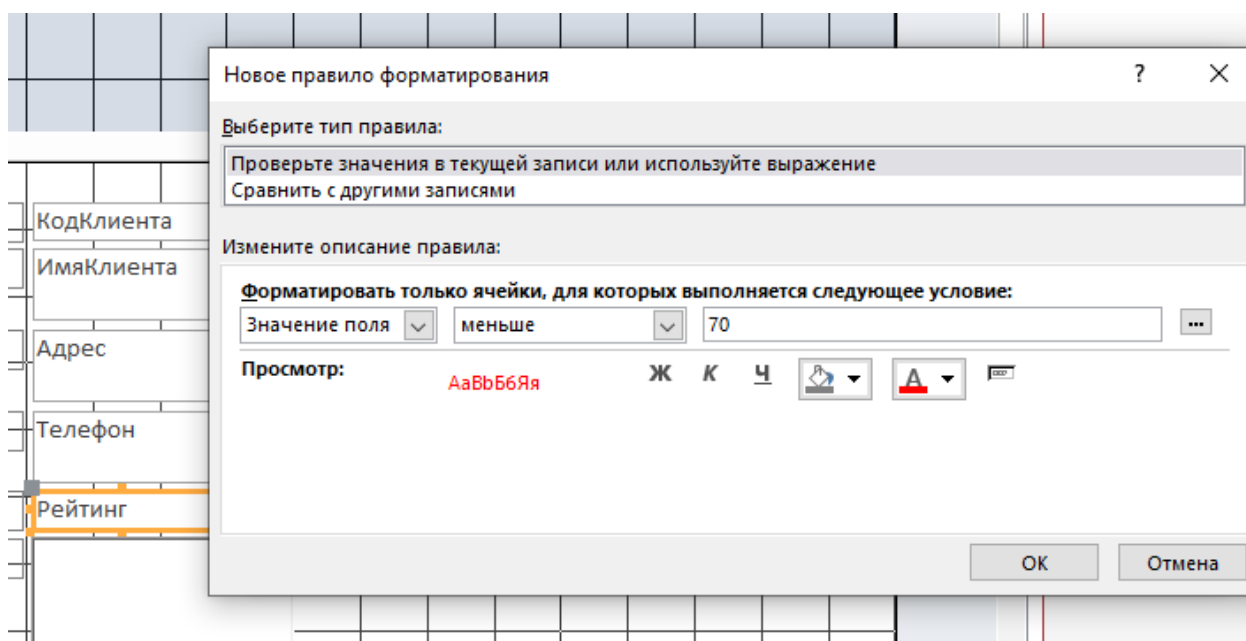 Новое правило форматирования
?
Выберите тип правила:
Проверьте значения в текущей записи или используйте выражение
Сравнить с другими записями
КодКлиента
Измените описание правила:
ИмяКлиента
Форматировать только ячейки, для которых выполняется следующее условие:
Значение поля меньше 70
Адрес
Просмотр: АаВbБбЯя Ж К Ч А
Телефон
Рейтинг
ОК Отмена